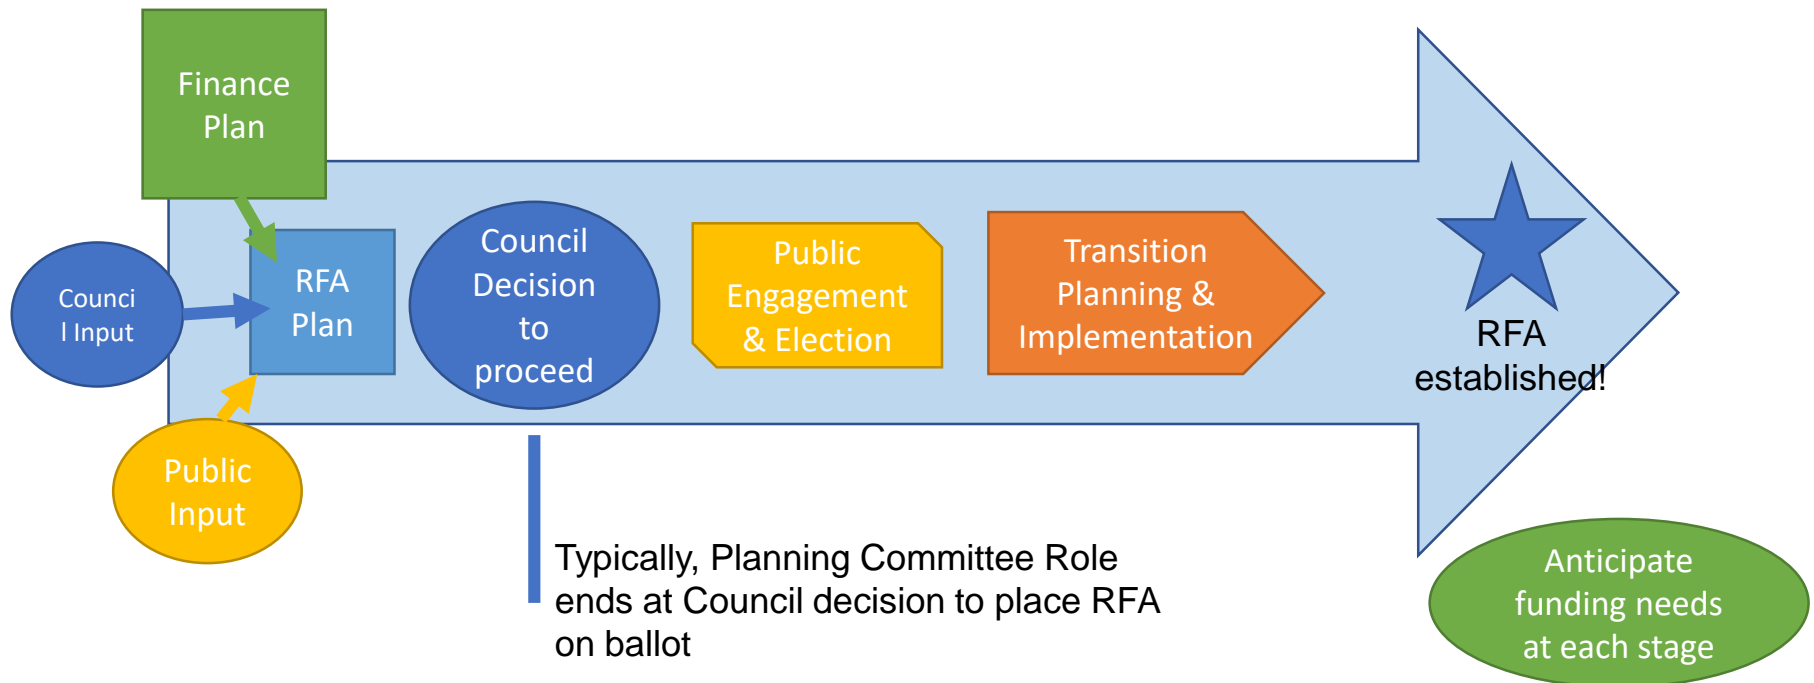 Finance
Plan
Counci
l Input
Public
Input
RFA
Plan
Council
Decision
to
proceed
Public
Engagement
& Election
Transition
Planning &
Implementation
RFA
established!
Typically, Planning Committee Role
ends at Council decision to place RFA
on ballot
Anticipate
funding needs
at each stage